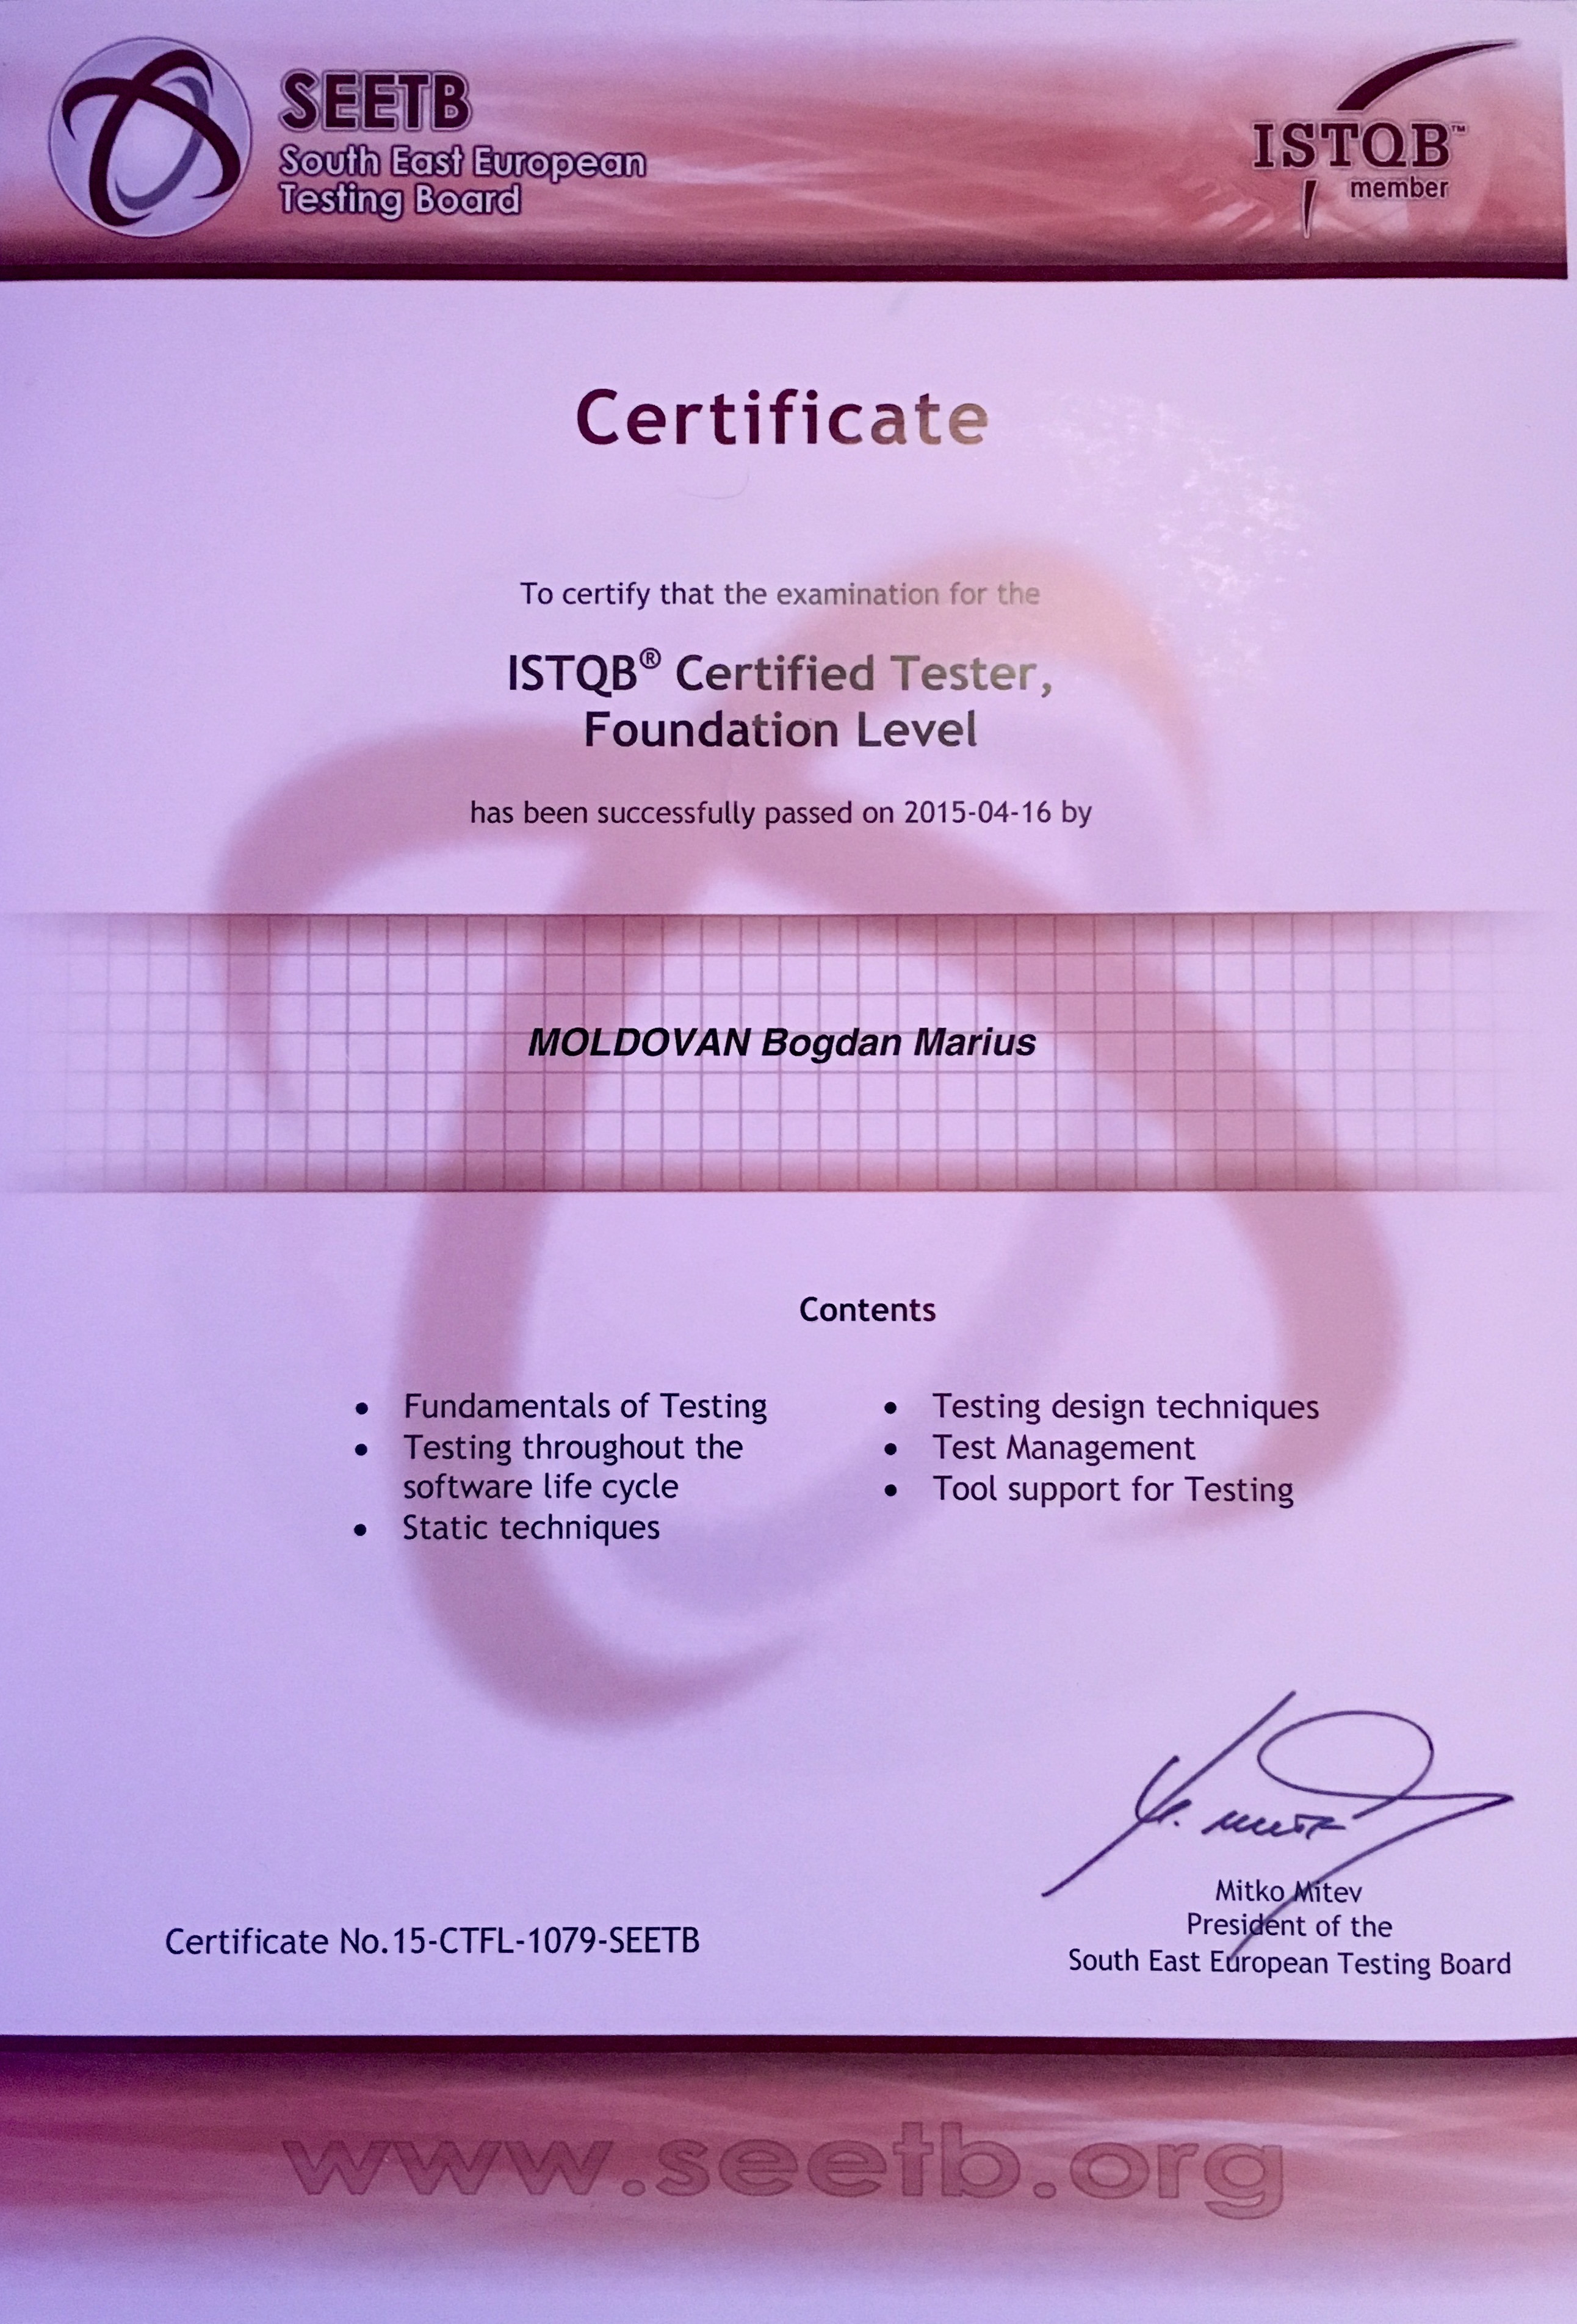 SEETB
South East European
Testing Board
ISTQB™
member
Certificate
To certify that the examination for the
ISTQB® Certified Tester,
Foundation Level
has been successfully passed on 2015-04-16 by
MOLDOVAN Bogdan Marius
Contents
• Fundamentals of Testing
• Testing throughout the
software life cycle
• Static techniques
• Testing design techniques
• Test Management
• Tool support for Testing
Mitko Mitev
President of the
South East European Testing Board
Certificate No.15-CTFL-1079-SEETB
www.seetb.org